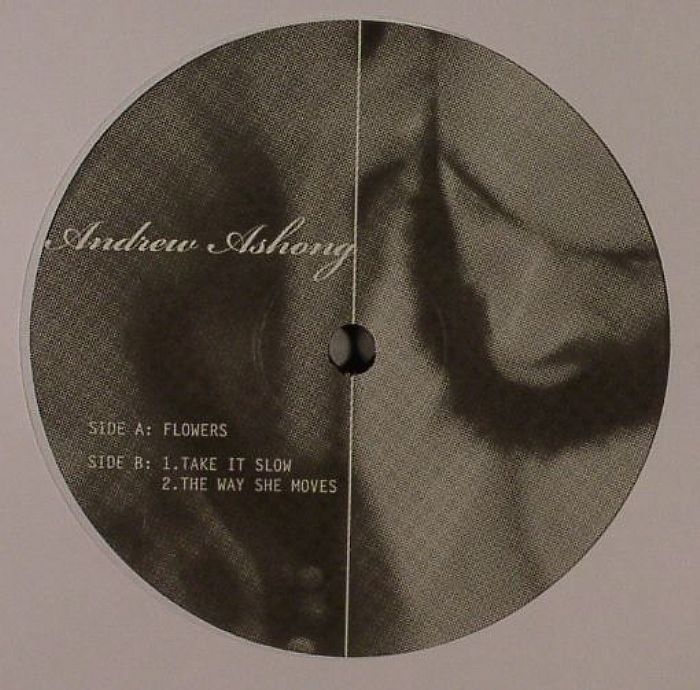 Andrew Ashong
SIDE A: FLOWERS
SIDE B: 1.TAKE IT SLOW
2.THE WAY SHE MOVES